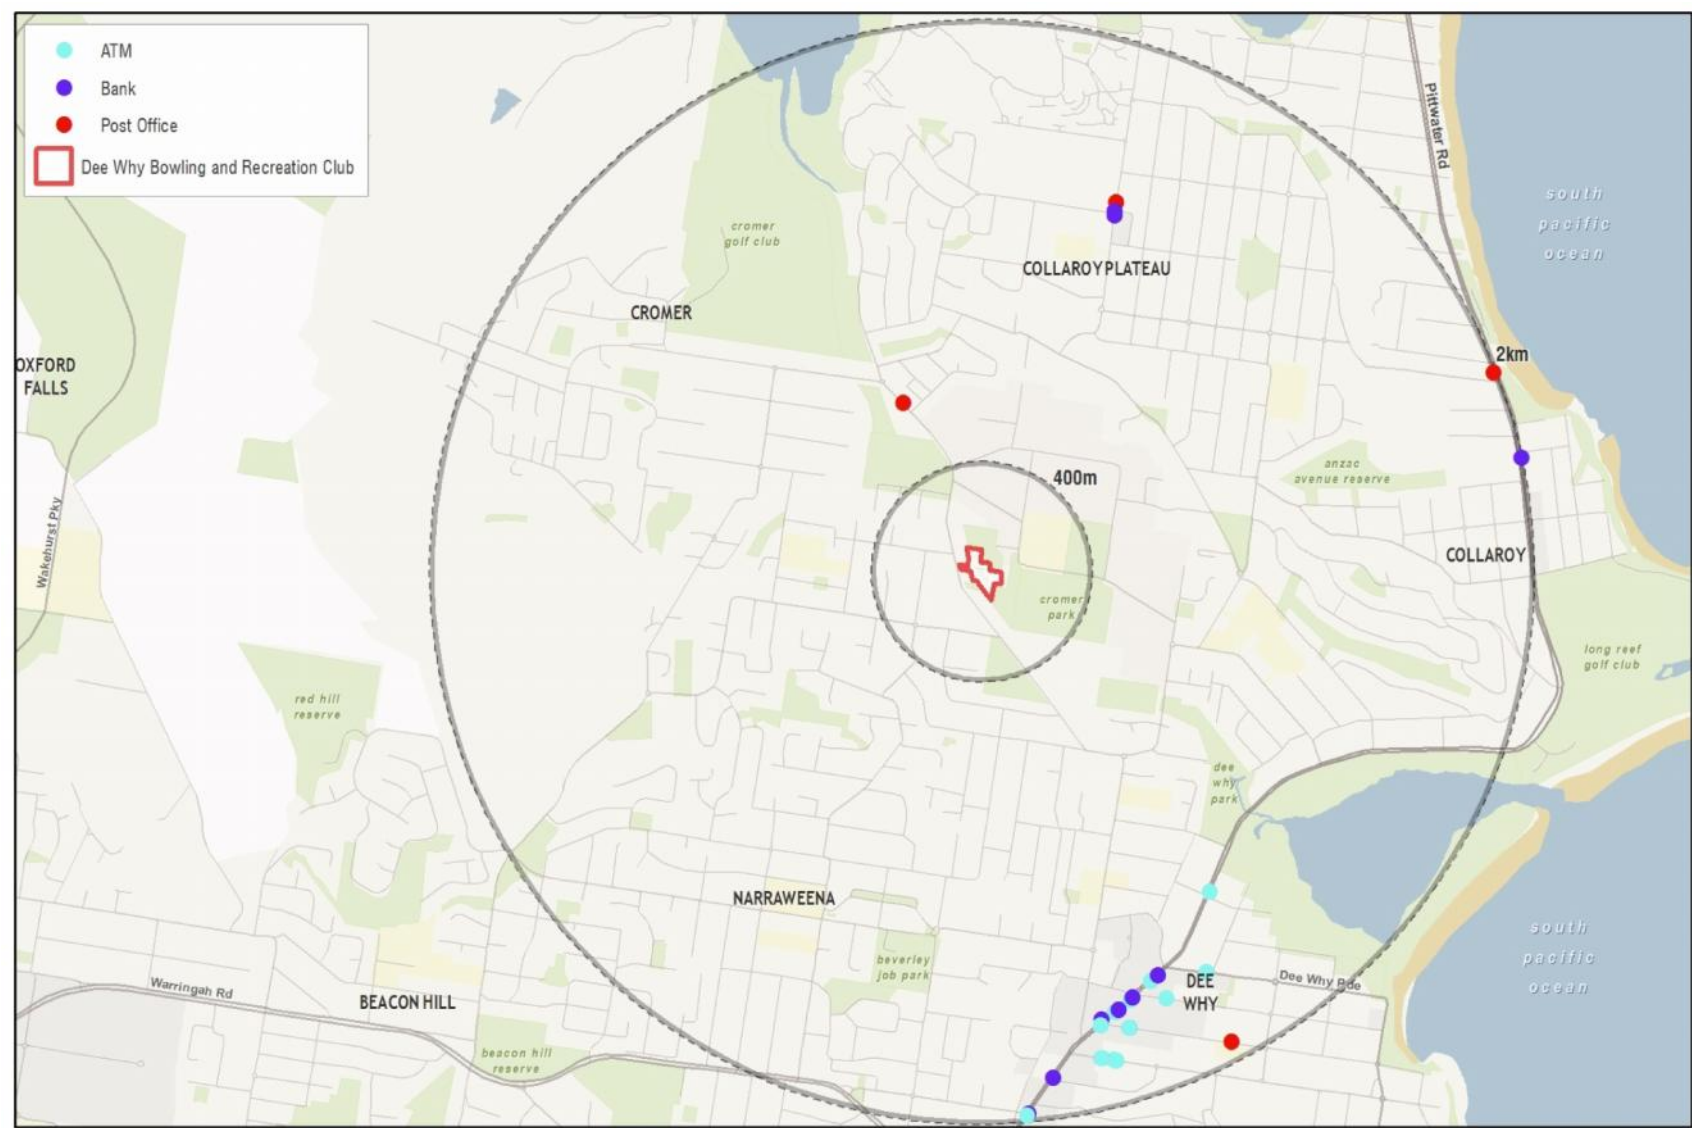 ATM
Bank
Post Office
Dee Why Bowling and Recreation Club
Pittwater Rd
south
pacific
ocean
cromer
golf club
COLLAROY PLATEAU
CROMER
2km
OXFORD
FALLS
400m
anzac
avenue reserve
Wakehurst Pky
COLLAROY
cromer
park
long reef
golf club
red hill
reserve
dee
why
park
NARRAWEENA
south
pacific
ocean
beverley
job park
DEE
WHY
Dee Why Pde
Warringah Rd
BEACON HILL
beacon hill
reserve